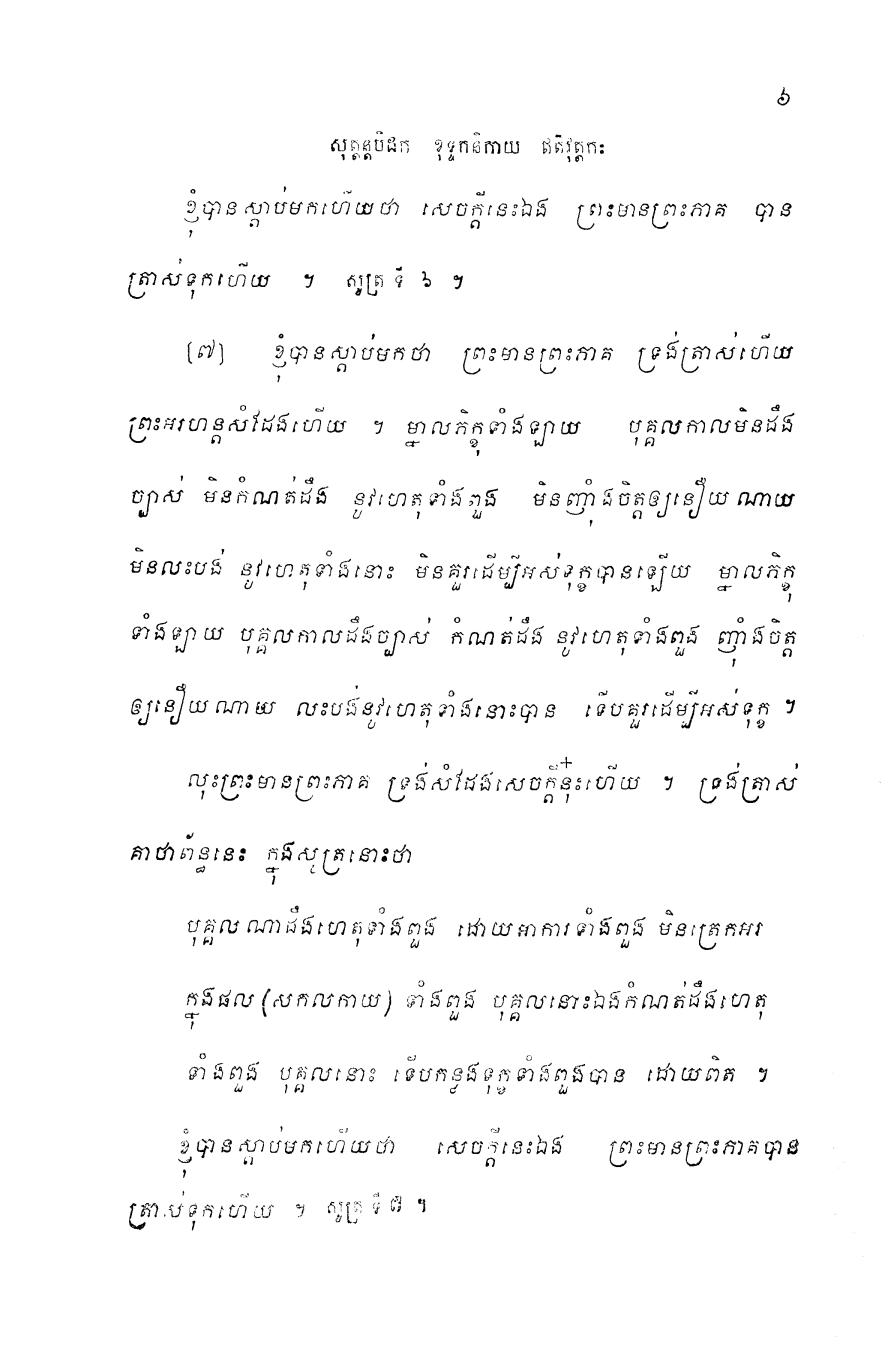 ៦
សុត្តន្តបិដក ខុទ្ទកនិកាយ ឥតិវុត្តកៈ
ខ្ញុំបានស្តាប់មកហើយថា សេចក្តីនេះឯង ព្រះមានព្រះភាគ បាន
ត្រាស់ទុកហើយ ។ សូត្រ ទី ៦ ។
(៧) ខ្ញុំបានស្តាប់មកថា ព្រះមានព្រះភាគ ទ្រង់ត្រាស់ហើយ
ព្រះអរហន្តសំដែងហើយ ។ ម្នាលភិក្ខុទាំងឡាយ បុគ្គលកាលមិនដឹង
ច្បាស់ មិនកំណត់ដឹង នូវហេតុទាំងពួង មិនញ៉ាំងចិត្តឲ្យនឿយណាយ
មិនលះបង់ នូវហេតុទាំងនោះ មិនគួរដើម្បីអស់ទុក្ខបានឡើយ ម្នាលភិក្ខុ
ទាំងឡាយ បុគ្គលកាលដឹងច្បាស់ កំណត់ដឹង នូវហេតុទាំងពួង ញ៉ាំងចិត្ត
ឲ្យនឿយណាយ លះបង់នូវហេតុទាំងនោះបាន ទើបគួរដើម្បីអស់ទុក្ខ ។
លុះព្រះមានព្រះភាគ ទ្រង់សំដែងសេចក្តីនុ៎ះហើយ ។ ទ្រង់ត្រាស់
គាថាព័ន្ធនេះ ក្នុងសូត្រនោះថា
បុគ្គលណាដឹងហេតុទាំងពួង ដោយអាការទាំងពួង មិនត្រេកអរ
ក្នុងផល (សកលកាយ) ទាំងពួង បុគ្គលនោះឯងកំណត់ដឹងហេតុ
ទាំងពួង បុគ្គលនោះ ទើបកន្លងទុក្ខទាំងពួងបាន ដោយពិត ។
ខ្ញុំបានស្តាប់មកហើយថា សេចក្តីនេះឯង ព្រះមានព្រះភាគបាន
ត្រាស់ទុកហើយ ។ សូត្រ ទី ៧ ។